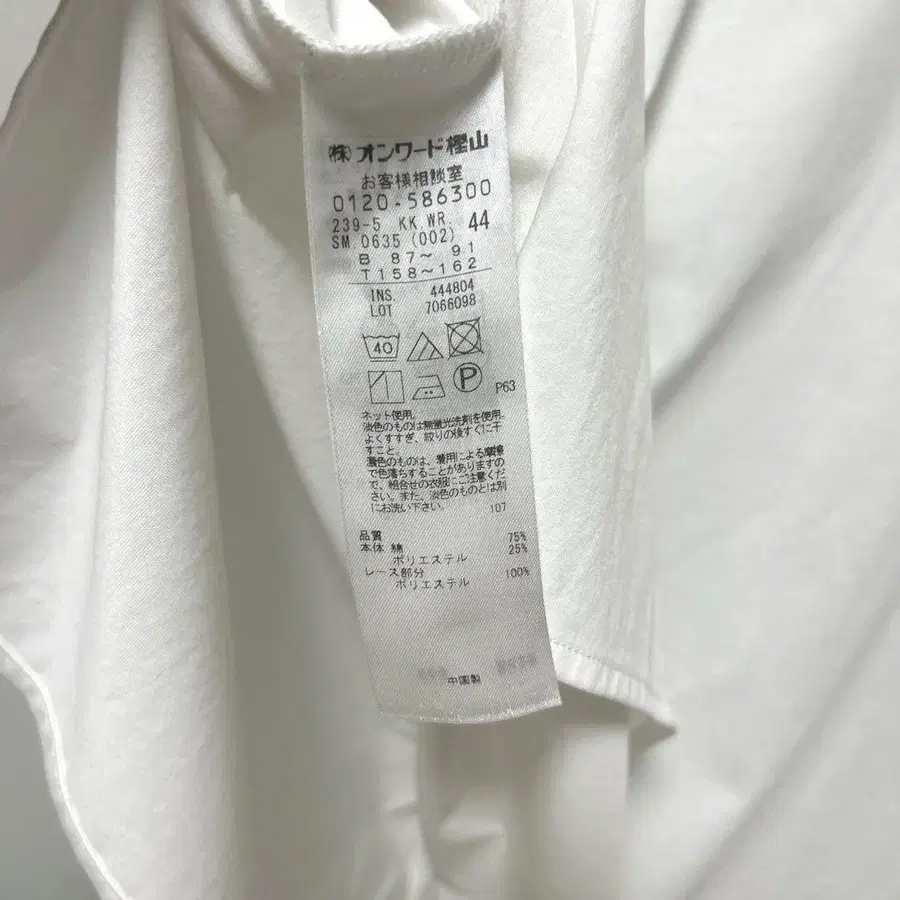 ㈱オンワード樫山
お客様相談室
0120-586300
239-5 KK.WR. 44
SM.0635 (002)
B 87～ 91
T158～162
INS. 444804
LOT 7066098
40
P
P63
ネット使用。
淡色のものは無蛍光洗剤を使用。
よくすすぎ、絞りの後すぐに干
すこと。
濃色のものは、着用による摩擦
で色落ちすることがありますの
で、組合せの衣服にご注意くだ
さい。また、淡色のものとは別
にお洗い下さい。 107
品質
本体 綿 75%
ポリエステル 25%
レース部分
ポリエステル 100%
中国製